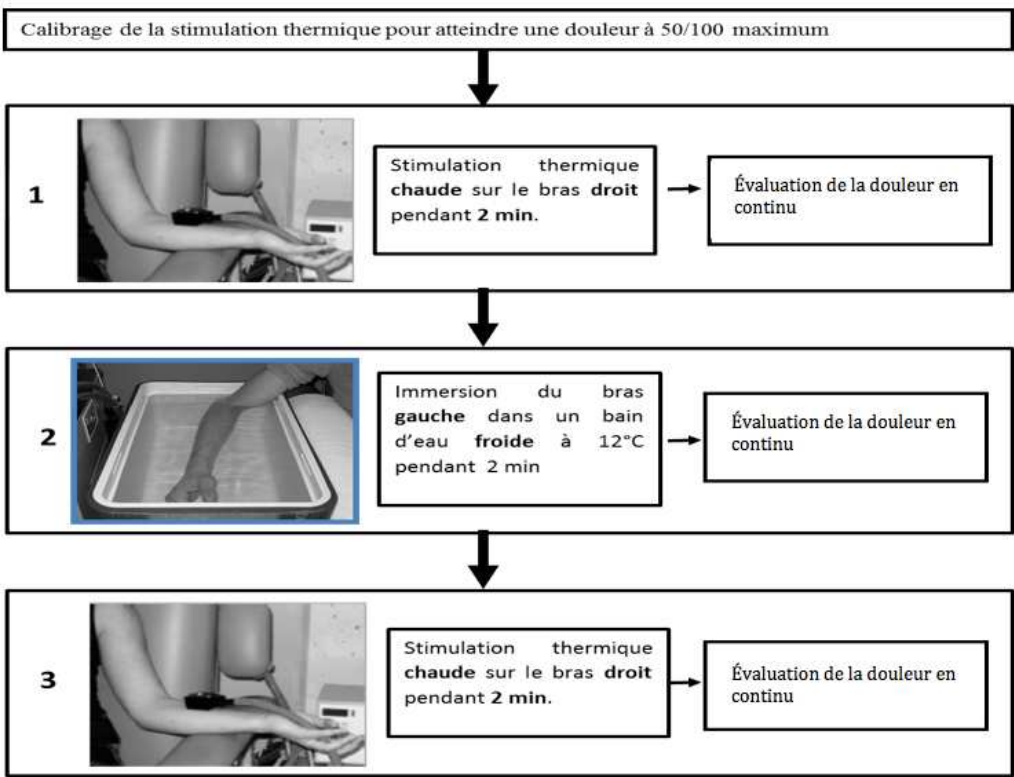 Calibrage de la stimulation thermique pour atteindre une douleur à 50/100 maximum
1
Stimulation thermique
chaude sur le bras droit
pendant 2 min.
Évaluation de la douleur en
continu
2
Immersion du bras
gauche dans un bain
d'eau froide à 12°C
pendant 2 min
Évaluation de la douleur en
continu
3
Stimulation thermique
chaude sur le bras droit
pendant 2 min.
Évaluation de la douleur en
continu